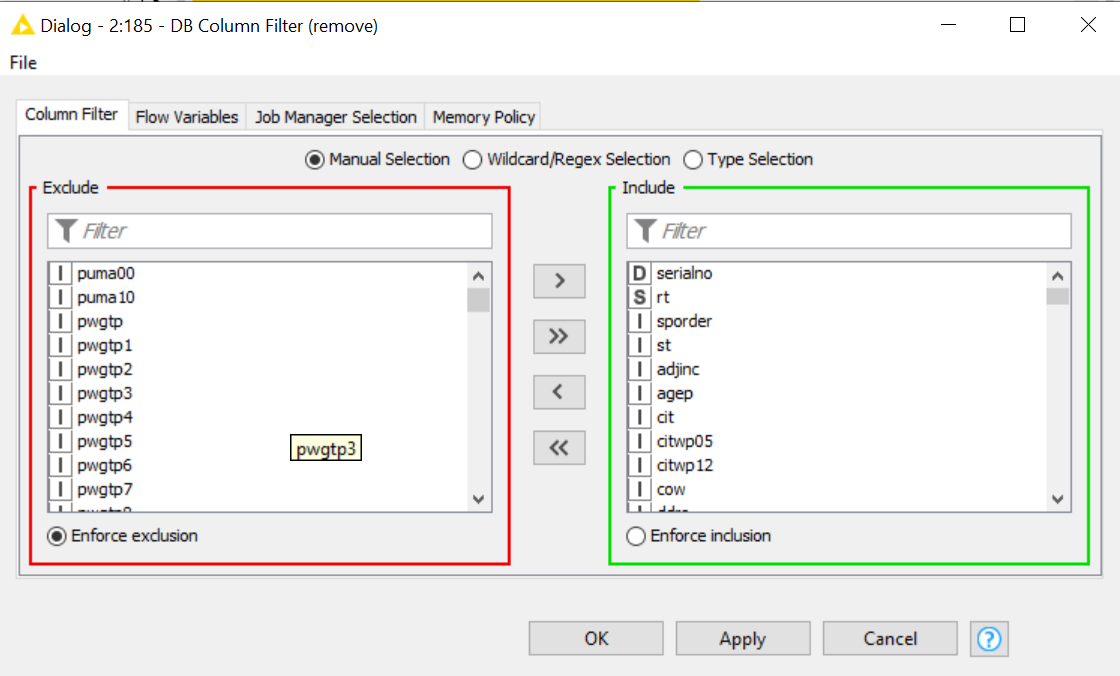 Dialog - 2:185 - DB Column Filter (remove)
File
Column Filter Flow Variables Job Manager Selection Memory Policy
Manual Selection Wildcard/Regex Selection Type Selection
Exclude
Filter
I puma00
I puma10
I pwgtp
I pwgtp1
I pwgtp2
I pwgtp3
I pwgtp4
I pwgtp5
I pwgtp6
I pwgtp7
pwgtp3
Enforce exclusion
>
>>
<
<<
Include
Filter
D serialno
S rt
I sporder
I st
I adjinc
I agep
I cit
I citwp05
I citwp12
I cow
Enforce inclusion
OK Apply Cancel ?